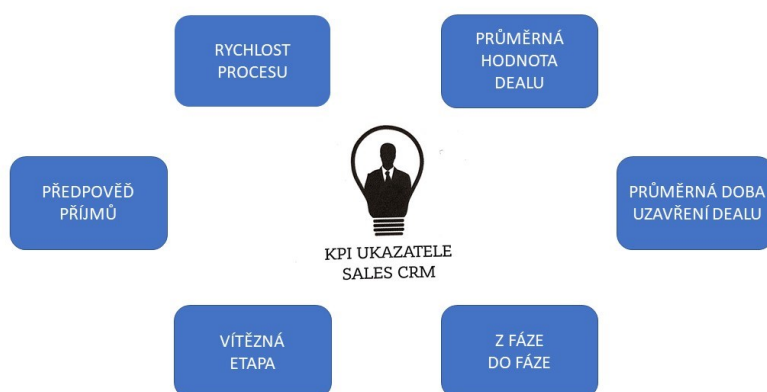 RYCHLOST
PROCESU
PRŮMĚRNÁ
HODNOTA
DEALU
PŘEDPOVĚĎ
PŘÍJMŮ
PRŮMĚRNÁ DOBA
UZAVŘENÍ DEALU
KPI UKAZATELE
SALES CRM
VÍTĚZNÁ
ETAPA
Z FÁZE
DO FÁZE